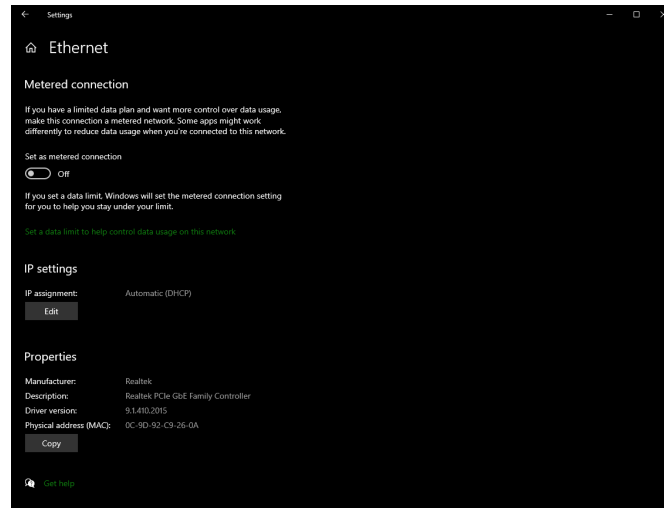 Settings
Ethernet
Metered connection
If you have a limited data plan and want more control over data usage,
make this connection a metered network. Some apps might work
differently to reduce data usage when you're connected to this network.
Set as metered connection
Off
If you set a data limit, Windows will set the metered connection setting
for you to help you stay under your limit.
Set a data limit to help control data usage on this network
IP settings
IP assignment: Automatic (DHCP)
Edit
Properties
Manufacturer: Realtek
Description: Realtek PCIe GbE Family Controller
Driver version: 9.1.410.2015
Physical address (MAC): 0C-9D-92-C9-26-0A
Copy
Get help